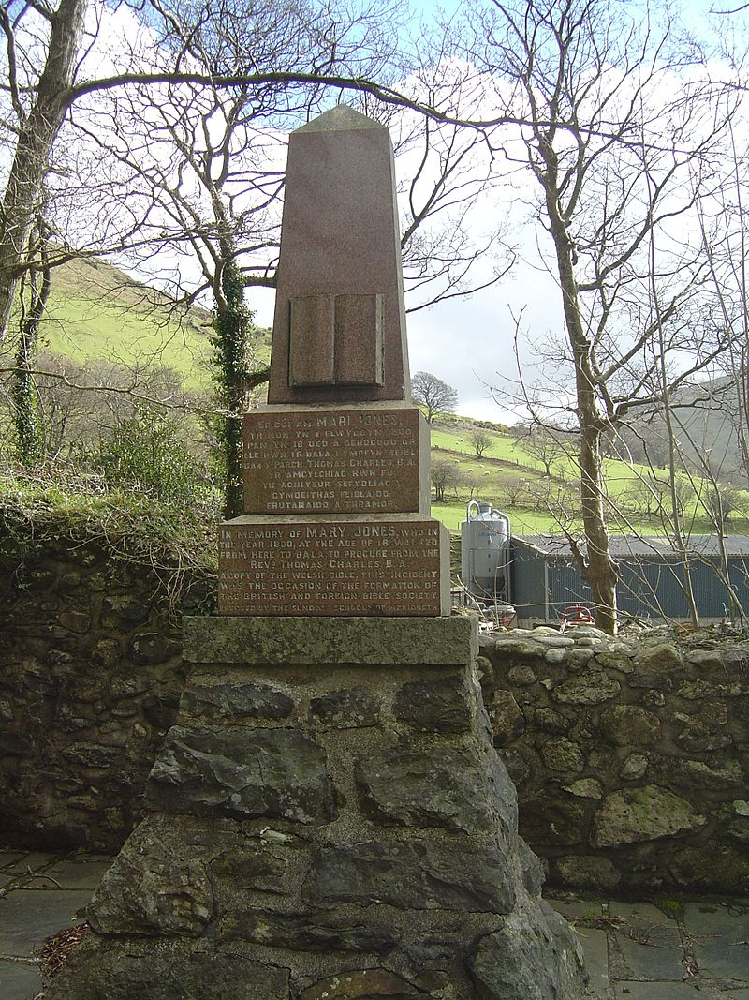 ER COF AM MARI JONES,
YR HON YN Y FLWYDDYN 1800,
PAN YN 16 OED A GERDDODD O'R
LLE HWN I'R BALA, I YMOFYN BEIBL
GAN Y PARCH. THOMAS CHARLES, B.A.
YR AMGYLCHIAD HWN FU
YR ACHLYSUR SEFYDLIAD Y
GYMDEITHAS FEIBLAIDD
FRUTANAIDD A THRAMOR.
IN MEMORY OF MARY JONES, WHO IN
THE YEAR 1800, AT THE AGE OF 16 WALKED
FROM HERE TO BALA, TO PROCURE FROM THE
REVD. THOMAS CHARLES, B.A.
A COPY OF THE WELSH BIBLE. THIS INCIDENT
WAS THE OCCASION OF THE FORMATION OF
THE BRITISH AND FOREIGN BIBLE SOCIETY.
ERECTED BY THE SUNDAY SCHOOLS OF MERIONETH